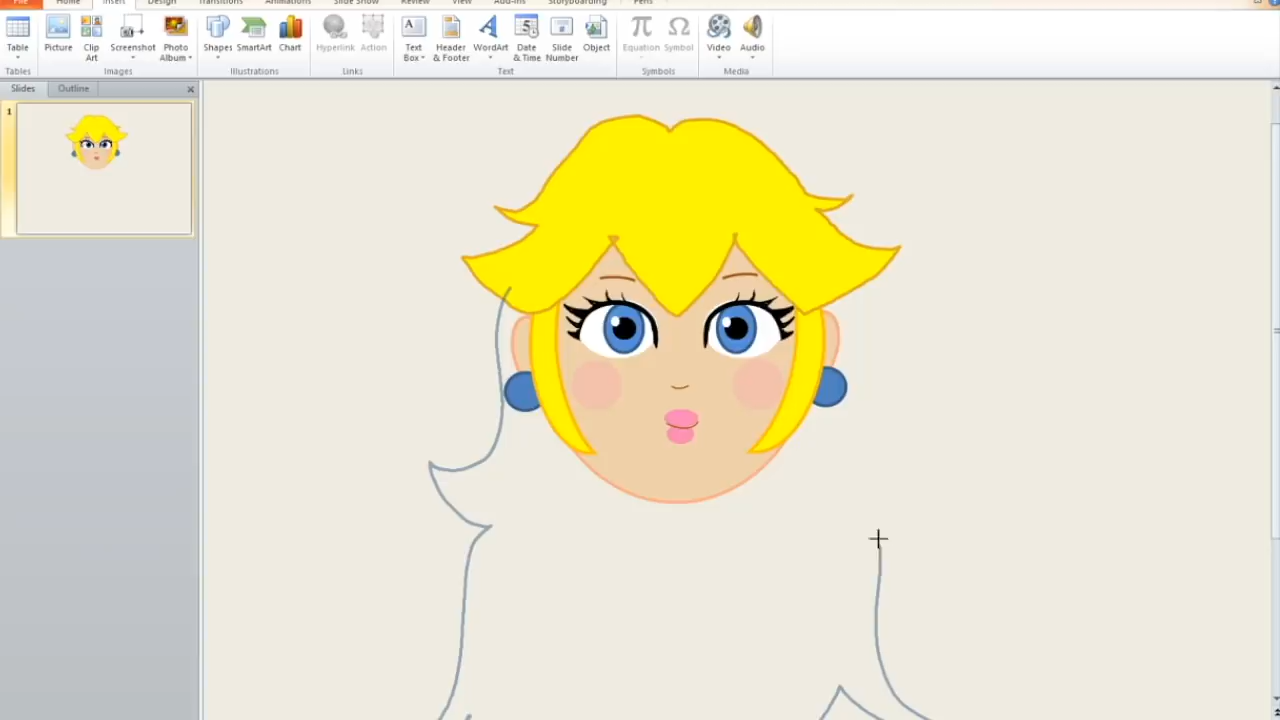 File Home Insert Design Transitions Animations Slide Show Review View Add-Ins Storyboarding Pens
Table Picture Clip Art Screenshot Photo Album Shapes SmartArt Chart Hyperlink Action Text Box Header & Footer WordArt Date & Time Slide Number Object Equation Symbol Video Audio
Tables Images Illustrations Links Text Symbols Media
Slides Outline
1